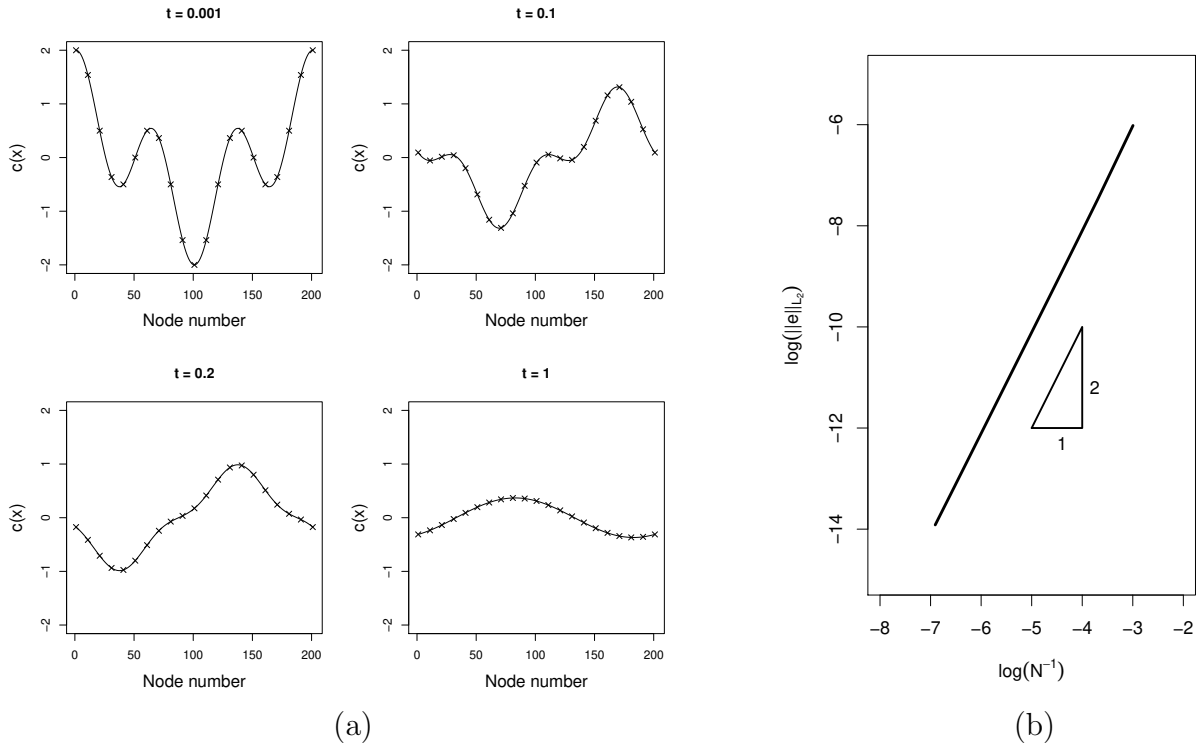 t = 0.001
2
1
0
−1
−2
c(x)
0 50 100 150 200
Node number
t = 0.1
2
1
0
−1
−2
c(x)
0 50 100 150 200
Node number
t = 0.2
2
1
0
−1
−2
c(x)
0 50 100 150 200
Node number
t = 1
2
1
0
−1
−2
c(x)
0 50 100 150 200
Node number
(a)
−6
−8
−10
−12
−14
log(||e||L₂)
2
1
−8 −7 −6 −5 −4 −3 −2
log(N⁻¹)
(b)